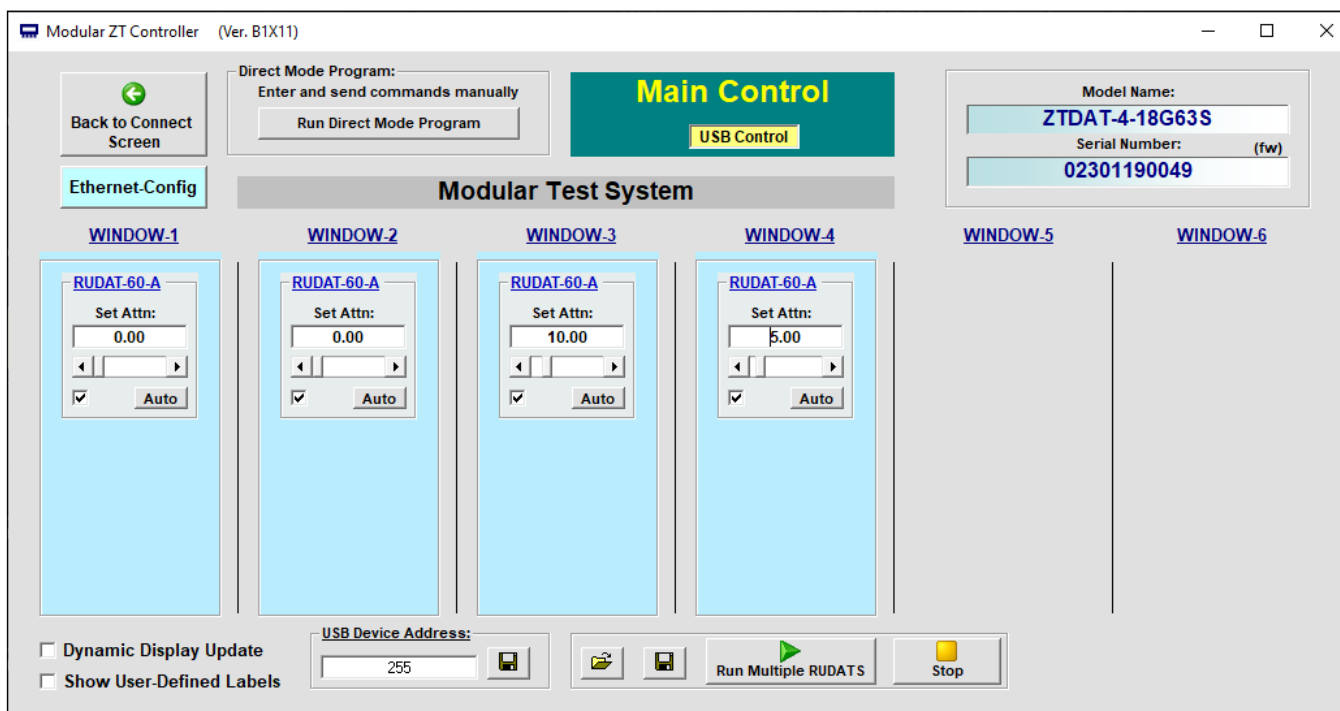 Modular ZT Controller (Ver. B1X11)
Back to Connect
Screen
Direct Mode Program:
Enter and send commands manually
Run Direct Mode Program
Main Control
USB Control
Model Name:
ZTDAT-4-18G63S
Serial Number: (fw)
02301190049
Ethernet-Config
Modular Test System
WINDOW-1 WINDOW-2 WINDOW-3 WINDOW-4 WINDOW-5 WINDOW-6
RUDAT-60-A RUDAT-60-A RUDAT-60-A RUDAT-60-A
Set Attn: Set Attn: Set Attn: Set Attn:
0.00 0.00 10.00 5.00
Auto Auto Auto Auto
Dynamic Display Update
Show User-Defined Labels
USB Device Address:
255
Run Multiple RUDATS
Stop